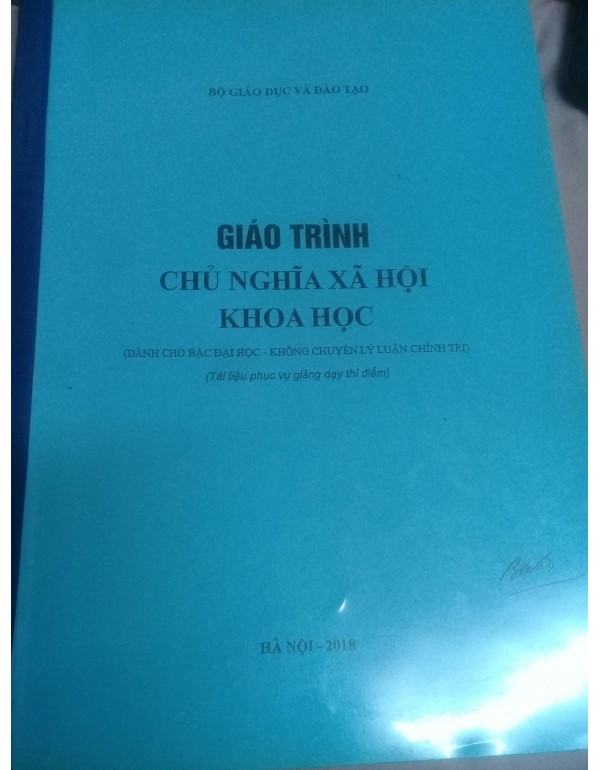 BỘ GIÁO DỤC VÀ ĐÀO TẠO
GIÁO TRÌNH
CHỦ NGHĨA XÃ HỘI
KHOA HỌC
(DÀNH CHO BẬC ĐẠI HỌC - KHÔNG CHUYÊN LÝ LUẬN CHÍNH TRỊ)
(Tài liệu phục vụ giảng dạy thí điểm)
HÀ NỘI - 2018